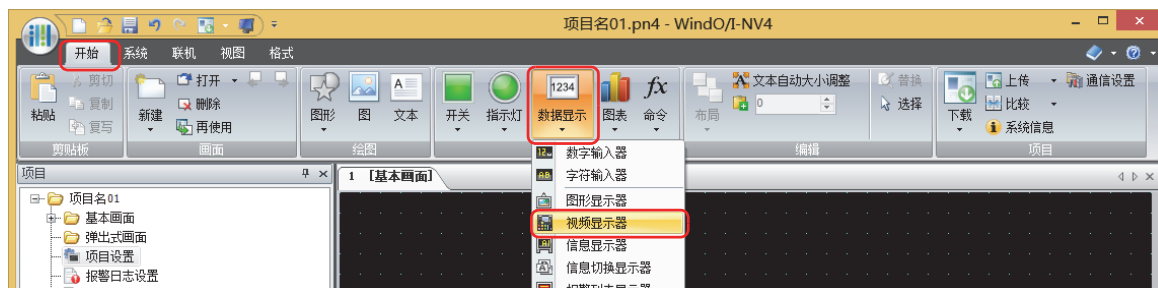 项目名01.pn4 - WindO/I-NV4
开始 系统 联机 视图 格式
粘贴 剪切 复制 复写 新建 打开 删除 再使用 图形 图 文本 开关 指示灯 1234 数据显示 图表 fx 命令 布局 文本自动大小调整 0 替换 选择 下载 上传 比较 系统信息 通信设置
剪贴板 画面 绘图 编辑 项目
项目
1 [基本画面]
项目名01
基本画面
弹出式画面
项目设置
报警日志设置
数字输入器
字符输入器
图形显示器
视频显示器
信息显示器
信息切换显示器
报警列表显示器